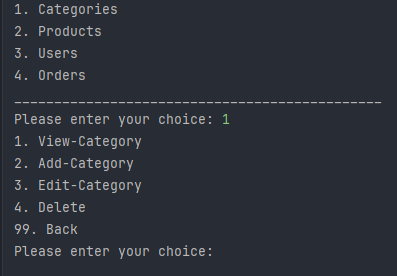 1. Categories
2. Products
3. Users
4. Orders
______________________________________________
Please enter your choice: 1
1. View-Category
2. Add-Category
3. Edit-Category
4. Delete
99. Back
Please enter your choice: